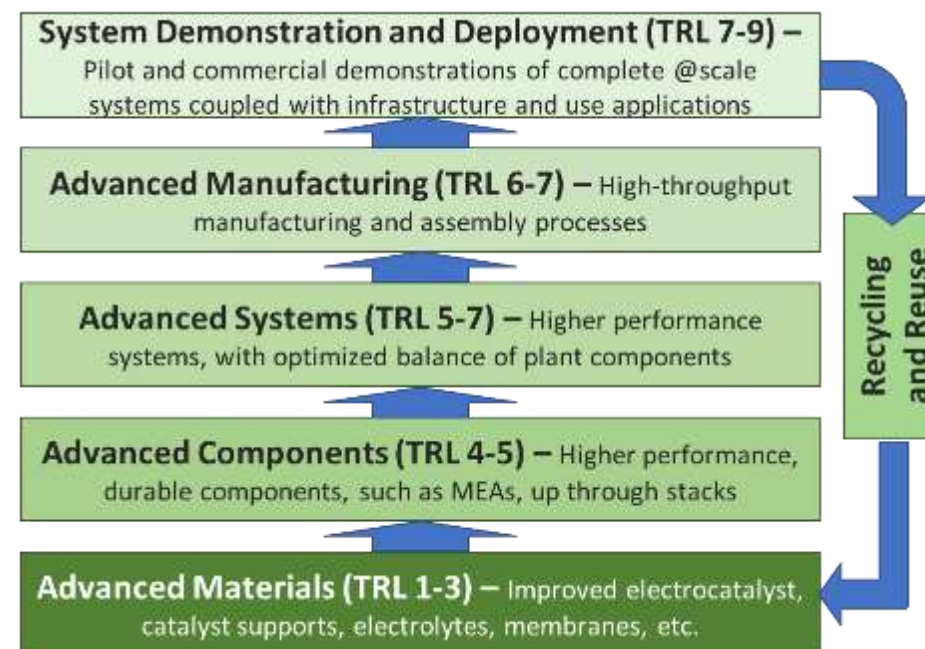 System Demonstration and Deployment (TRL 7-9) –
Pilot and commercial demonstrations of complete @scale
systems coupled with infrastructure and use applications
Advanced Manufacturing (TRL 6-7) – High-throughput
manufacturing and assembly processes
Advanced Systems (TRL 5-7) – Higher performance
systems, with optimized balance of plant components
Advanced Components (TRL 4-5) – Higher performance,
durable components, such as MEAs, up through stacks
Advanced Materials (TRL 1-3) – Improved electrocatalyst,
catalyst supports, electrolytes, membranes, etc.
Recycling
and Reuse